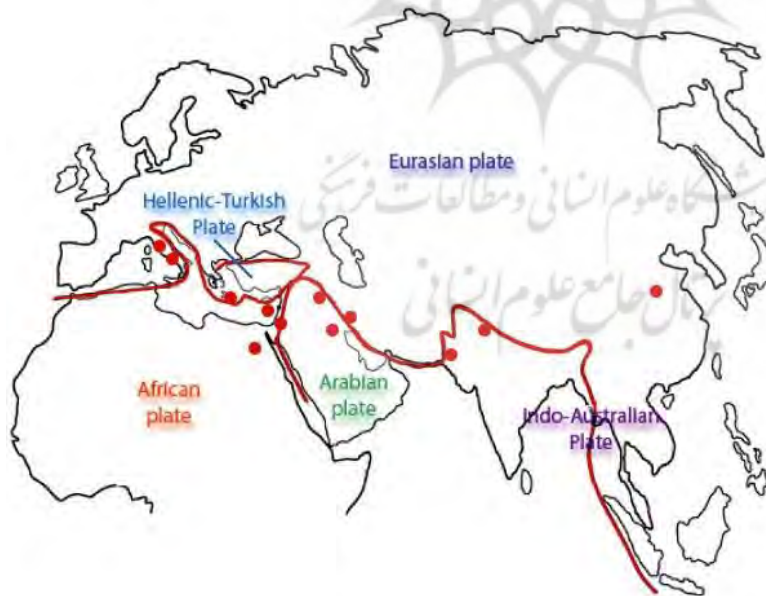 Eurasian plate
پژوهشگاه علوم انسانی و مطالعات فرنگی
Hellenic-Turkish
Plate
پرتال جامع علوم انسانی
African
plate
Arabian
plate
Indo-Australian
Plate